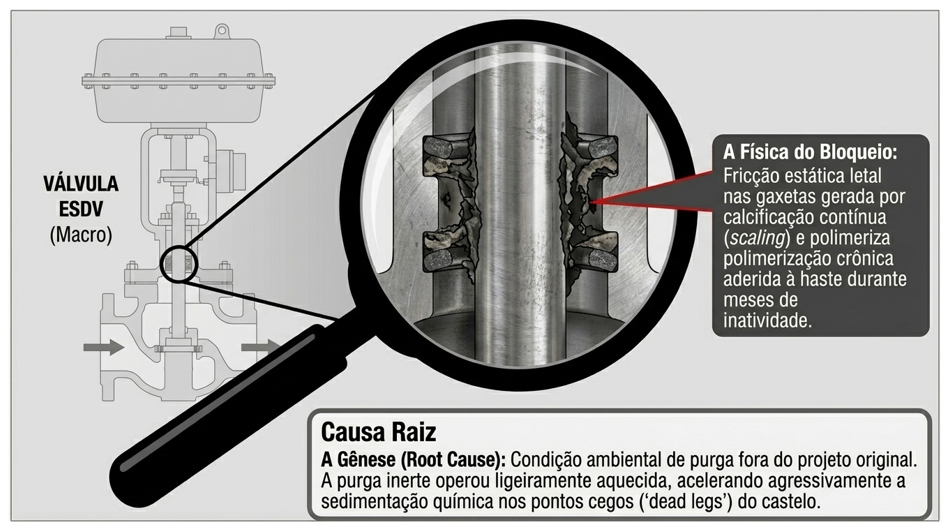 VÁLVULA
ESDV
(Macro)
A Física do Bloqueio:
Fricção estática letal
nas gaxetas gerada por
calcificação contínua
(scaling) e polimeriza
polimerização crônica
aderida à haste durante
meses de
inatividade.
Causa Raiz
A Gênese (Root Cause): Condição ambiental de purga fora do projeto original.
A purga inerte operou ligeiramente aquecida, acelerando agressivamente a
sedimentação química nos pontos cegos (‘dead legs’) do castelo.